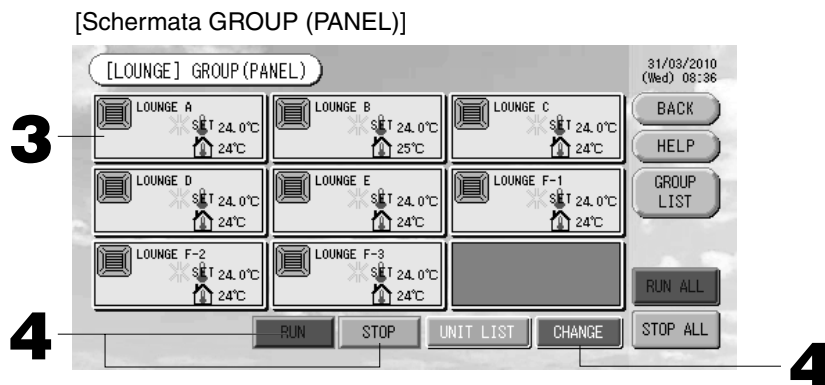 [Schermata GROUP (PANEL)]
[LOUNGE] GROUP(PANEL)
31/03/2010
(Wed) 08:36
3
LOUNGE A
SET 24.0℃
24℃
LOUNGE B
SET 24.0℃
25℃
LOUNGE C
SET 24.0℃
24℃
BACK
HELP
LOUNGE D
SET 24.0℃
24℃
LOUNGE E
SET 24.0℃
24℃
LOUNGE F-1
SET 24.0℃
24℃
GROUP
LIST
LOUNGE F-2
SET 24.0℃
24℃
LOUNGE F-3
SET 24.0℃
24℃
RUN ALL
4
RUN
STOP
UNIT LIST
CHANGE
STOP ALL
4